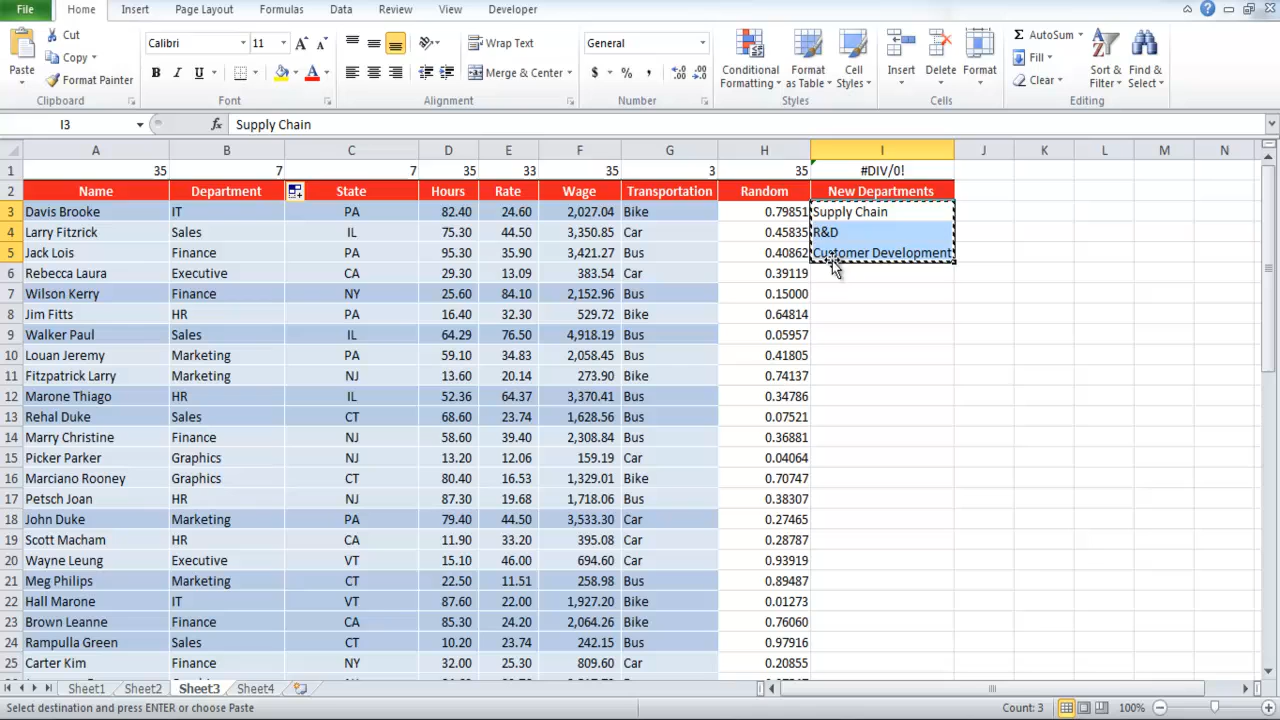 File Home Insert Page Layout Formulas Data Review View Developer
Paste Cut Copy Format Painter Clipboard
Calibri 11 B I U A Font
Wrap Text Merge & Center Alignment
General $ % , Number
Conditional Formatting Format as Table Cell Styles Styles
Insert Delete Format Cells
AutoSum Fill Clear Sort & Filter Find & Select Editing
I3 fx Supply Chain
A B C D E F G H I J K L M N
1 35 7 7 35 33 35 3 35 #DIV/0!
2 Name Department State Hours Rate Wage Transportation Random New Departments
3 Davis Brooke IT PA 82.40 24.60 2,027.04 Bike 0.79851 Supply Chain
4 Larry Fitzrick Sales IL 75.30 44.50 3,350.85 Car 0.45835 R&D
5 Jack Lois Finance PA 95.30 35.90 3,421.27 Bus 0.40862 Customer Development
6 Rebecca Laura Executive CA 29.30 13.09 383.54 Car 0.39119
7 Wilson Kerry Finance NY 25.60 84.10 2,152.96 Bus 0.15000
8 Jim Fitts HR PA 16.40 32.30 529.72 Bike 0.64814
9 Walker Paul Sales IL 64.29 76.50 4,918.19 Bus 0.05957
10 Louan Jeremy Marketing PA 59.10 34.83 2,058.45 Bus 0.41805
11 Fitzpatrick Larry Marketing NJ 13.60 20.14 273.90 Bike 0.74137
12 Marone Thiago HR IL 52.36 64.37 3,370.41 Bus 0.34786
13 Rehal Duke Sales CT 68.60 23.74 1,628.56 Bus 0.07521
14 Marry Christine Finance NJ 58.60 39.40 2,308.84 Bus 0.36881
15 Picker Parker Graphics NJ 13.20 12.06 159.19 Car 0.04064
16 Marciano Rooney Graphics CT 80.40 16.53 1,329.01 Bike 0.70747
17 Petsch Joan HR NJ 87.30 19.68 1,718.06 Bus 0.38307
18 John Duke Marketing PA 79.40 44.50 3,533.30 Car 0.27465
19 Scott Macham HR CA 11.90 33.20 395.08 Car 0.28787
20 Wayne Leung Executive VT 15.10 46.00 694.60 Car 0.93919
21 Meg Philips Marketing CT 22.50 11.51 258.98 Bus 0.89487
22 Hall Marone IT VT 87.60 22.00 1,927.20 Bike 0.01273
23 Brown Leanne Finance CA 85.30 24.20 2,064.26 Bike 0.76060
24 Rampulla Green Sales CT 10.20 23.74 242.15 Bus 0.97916
25 Carter Kim Finance NY 32.00 25.30 809.60 Car 0.20855
Sheet1 Sheet2 Sheet3 Sheet4
Select destination and press ENTER or choose Paste Count: 3 100%